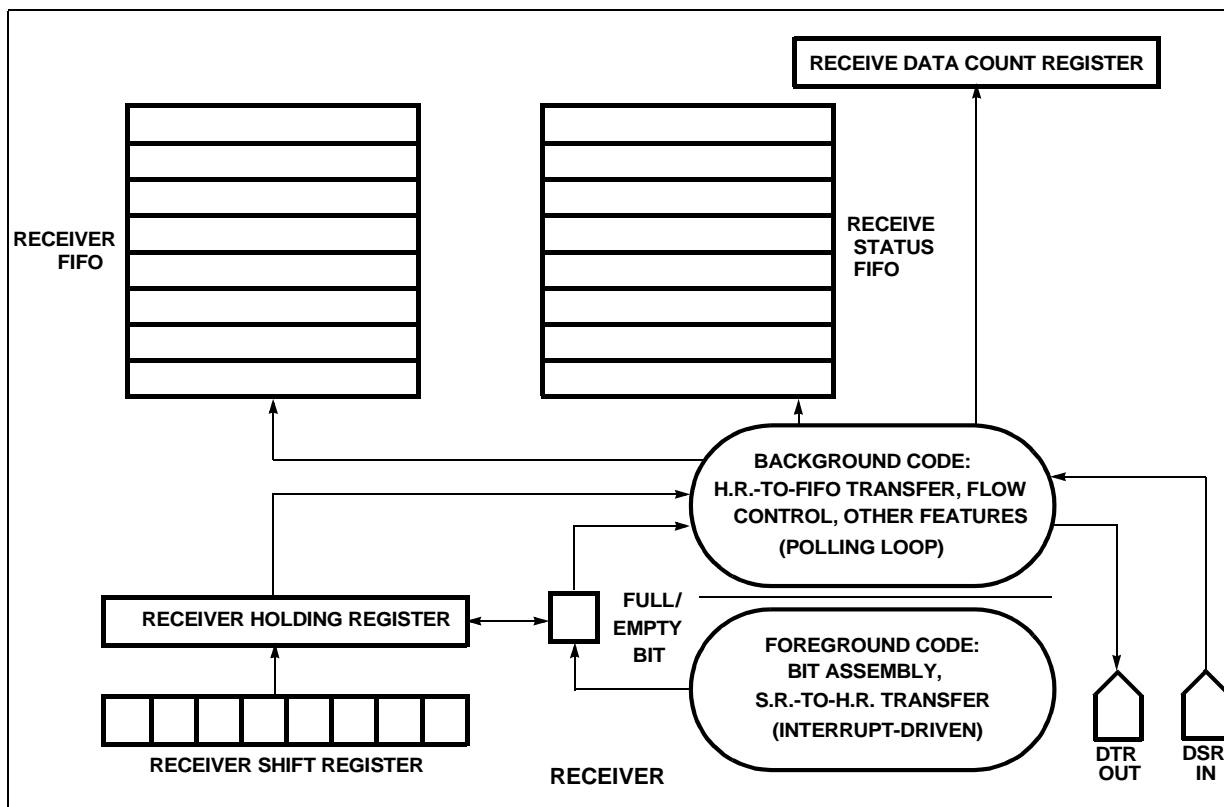 RECEIVE DATA COUNT REGISTER
RECEIVER
FIFO
RECEIVE
STATUS
FIFO
BACKGROUND CODE:
H.R.-TO-FIFO TRANSFER, FLOW
CONTROL, OTHER FEATURES
(POLLING LOOP)
RECEIVER HOLDING REGISTER
FULL/
EMPTY
BIT
FOREGROUND CODE:
BIT ASSEMBLY,
S.R.-TO-H.R. TRANSFER
(INTERRUPT-DRIVEN)
RECEIVER SHIFT REGISTER
DTR
OUT
DSR
IN
RECEIVER